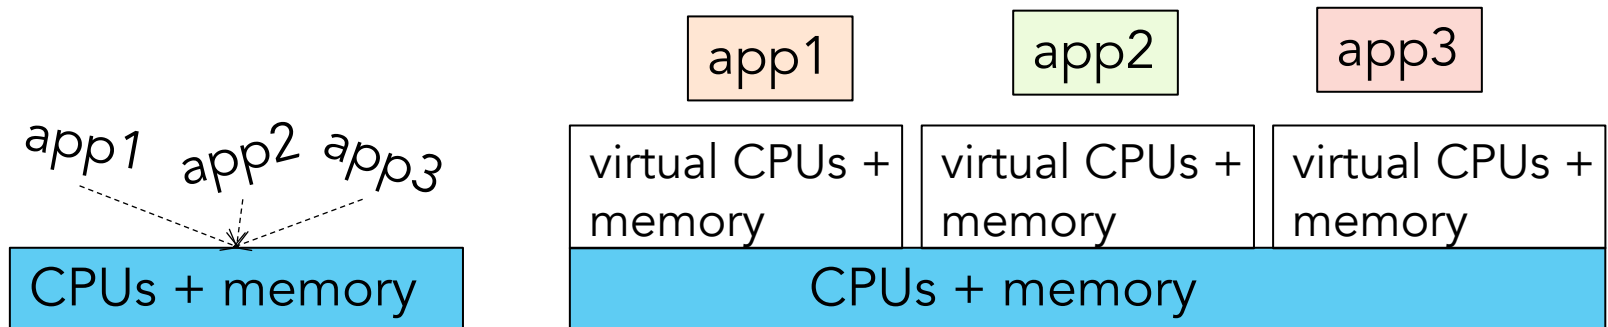 app1
app2
app3
CPUs + memory
app1
app2
app3
virtual CPUs +
memory
virtual CPUs +
memory
virtual CPUs +
memory
CPUs + memory